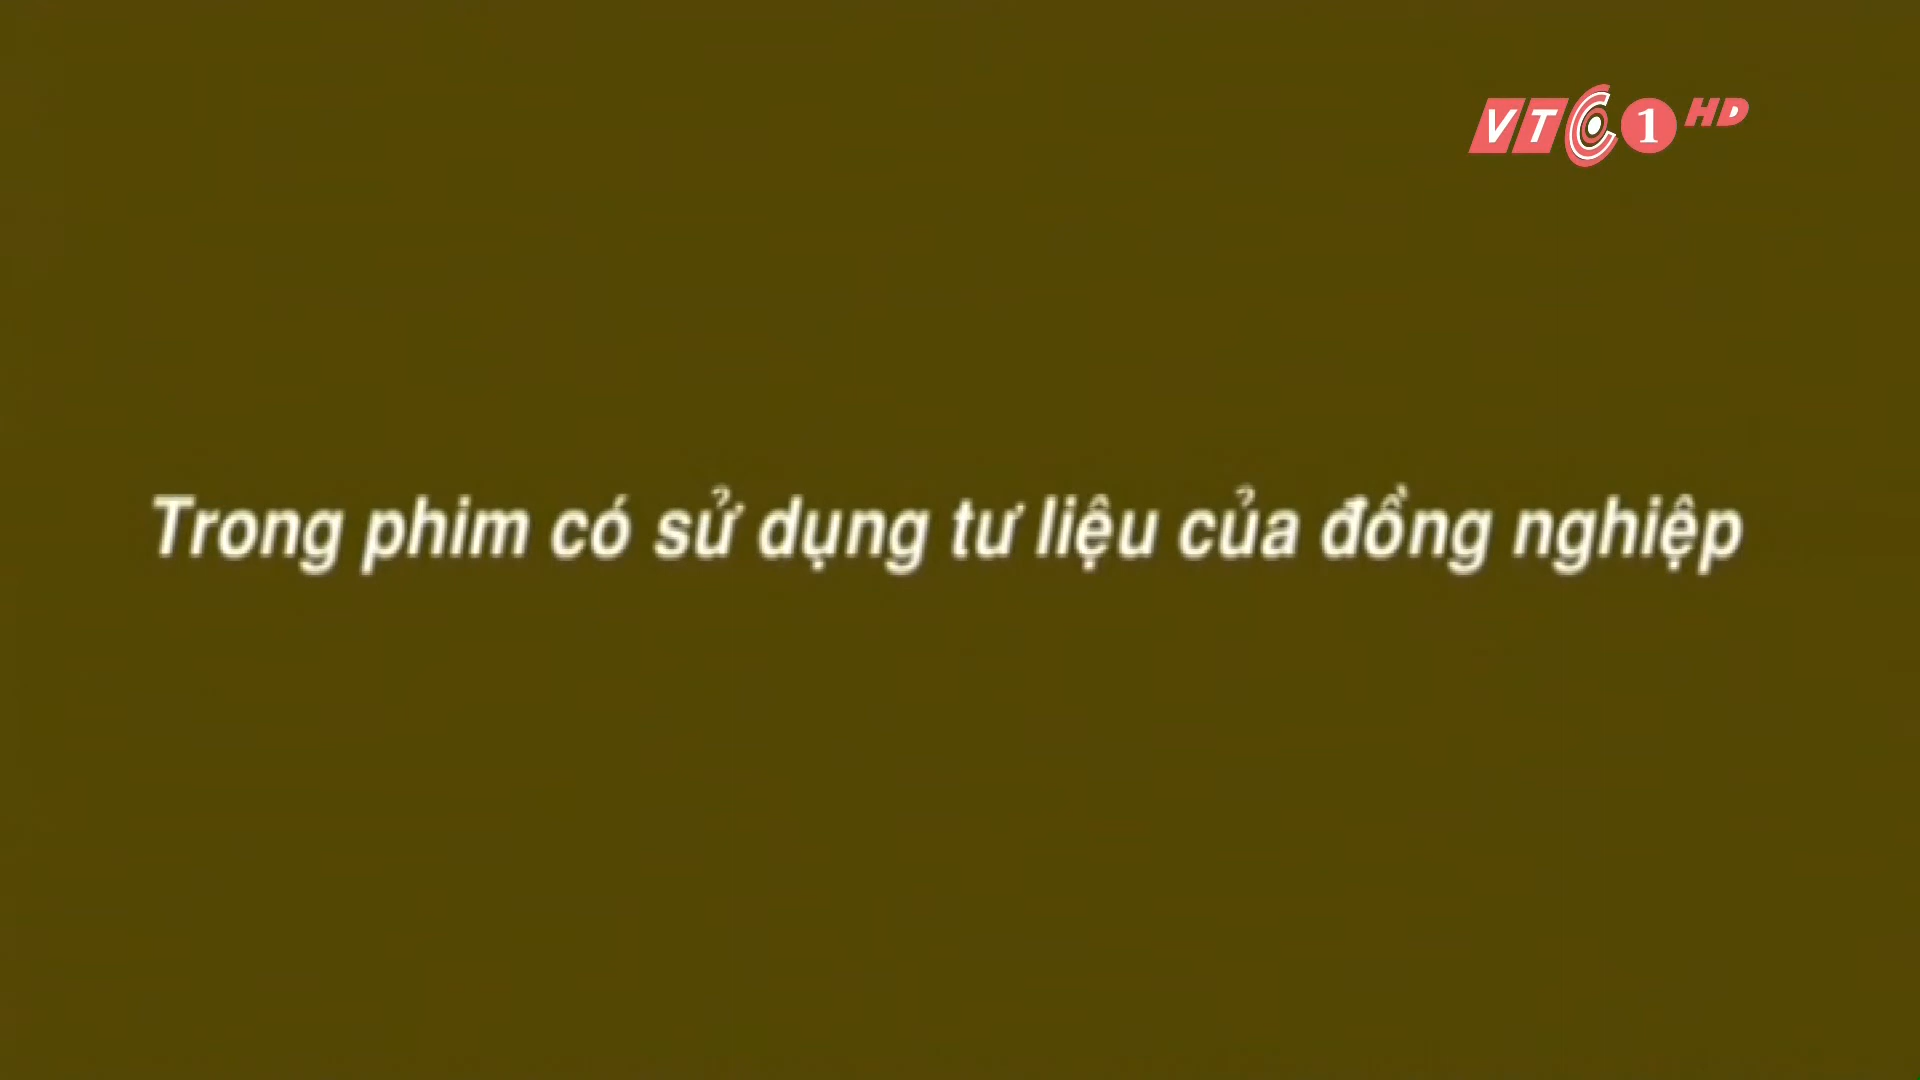 VTC1 HD
Trong phim có sử dụng tư liệu của đồng nghiệp